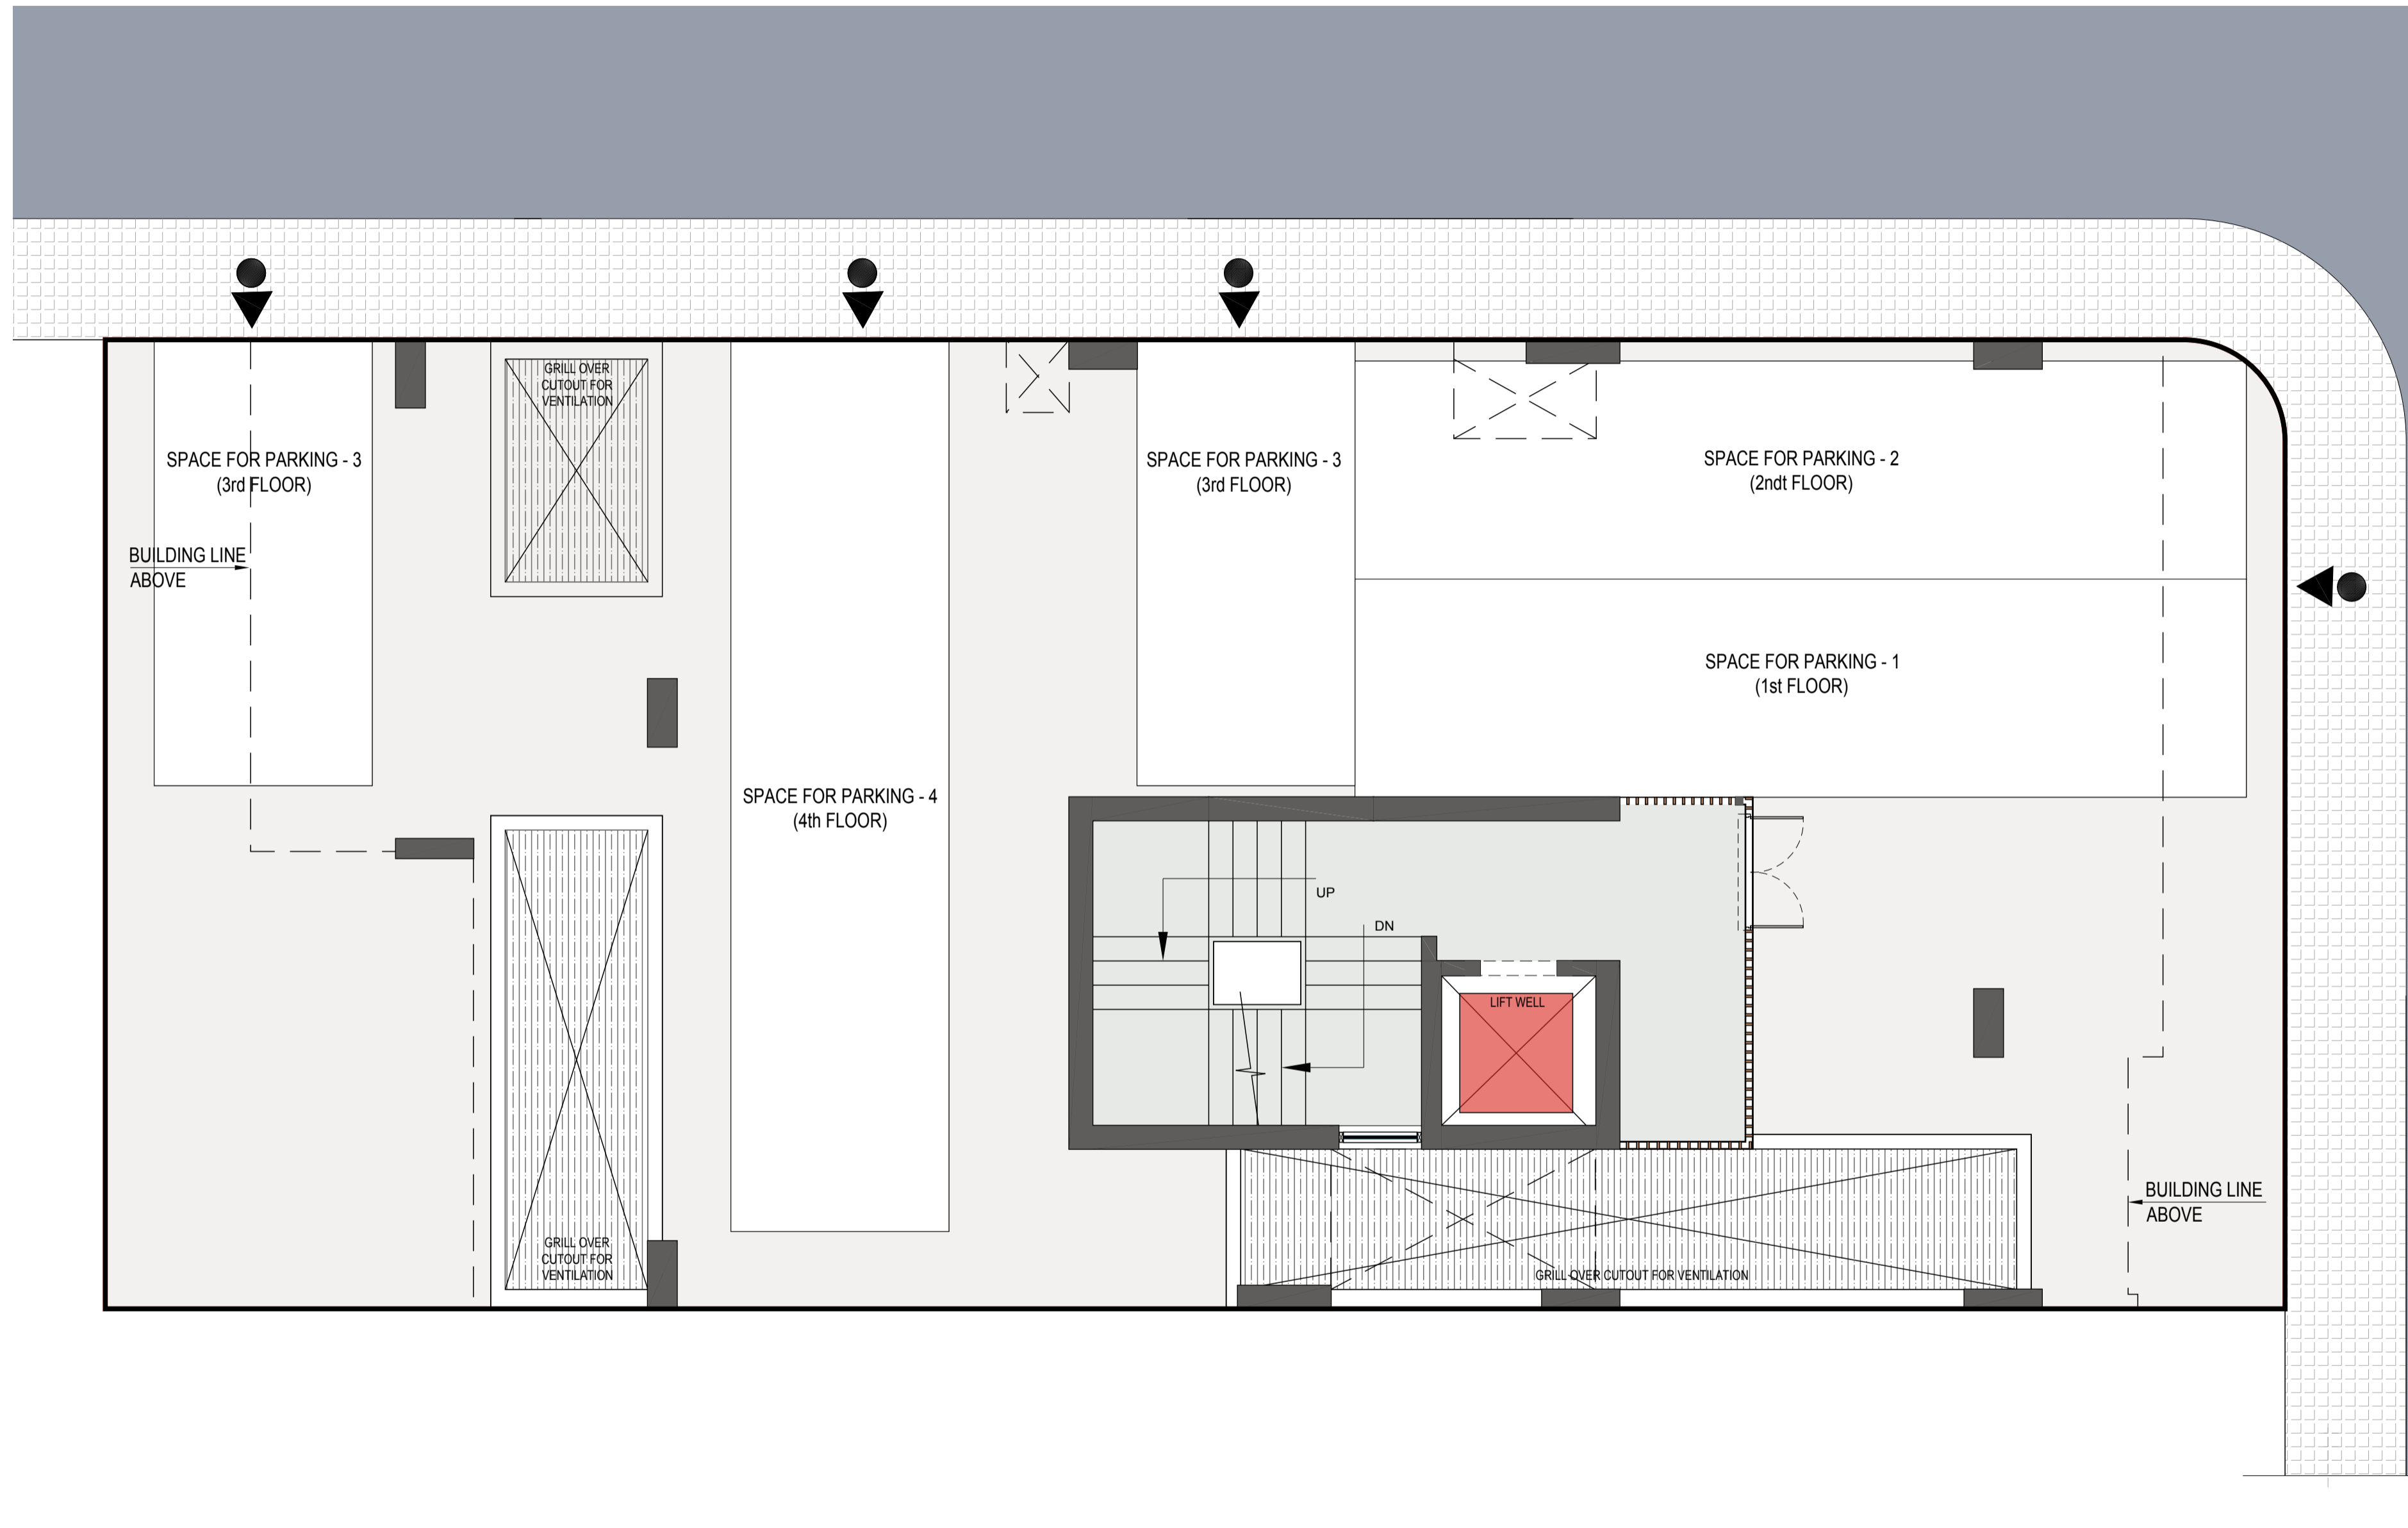 GRILL OVER
CUTOUT FOR
VENTILATION
SPACE FOR PARKING - 3
(3rd FLOOR)
SPACE FOR PARKING - 3
(3rd FLOOR)
SPACE FOR PARKING - 2
(2ndt FLOOR)
BUILDING LINE
ABOVE
SPACE FOR PARKING - 1
(1st FLOOR)
SPACE FOR PARKING - 4
(4th FLOOR)
UP
DN
LIFT WELL
BUILDING LINE
ABOVE
GRILL OVER
CUTOUT FOR
VENTILATION
GRILL OVER CUTOUT FOR VENTILATION